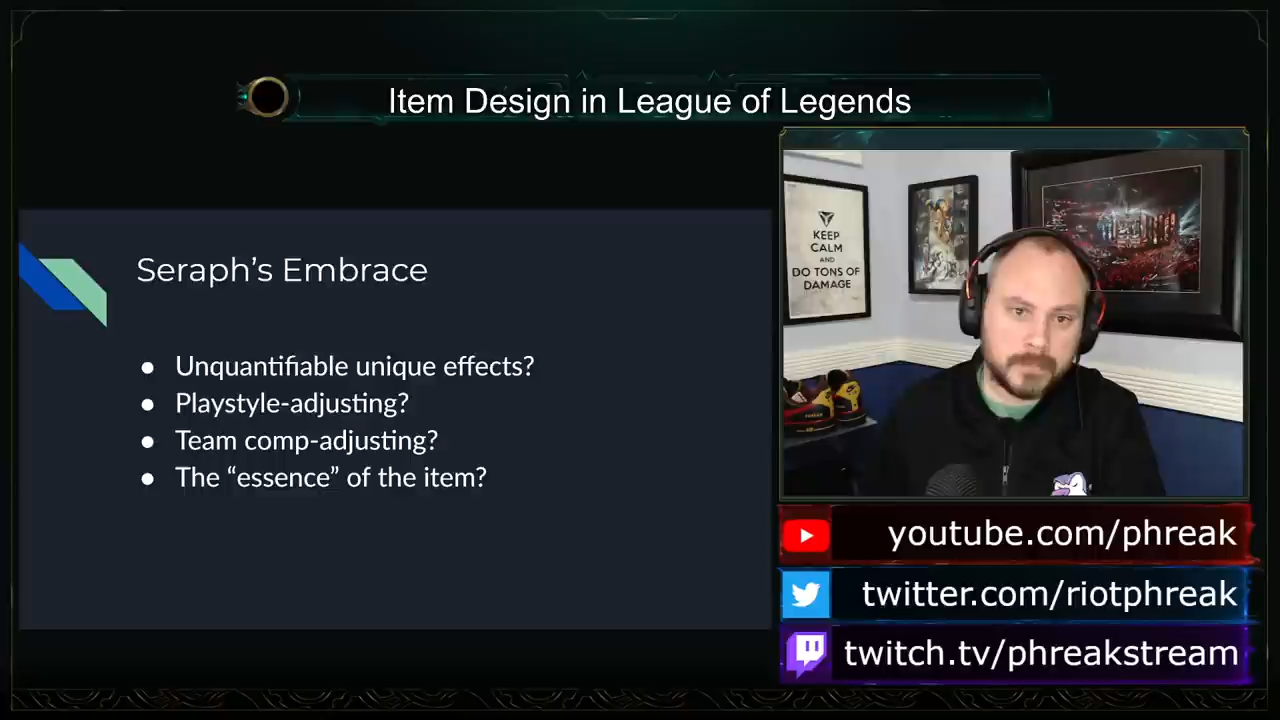 Item Design in League of Legends
Seraph's Embrace
● Unquantifiable unique effects?
● Playstyle-adjusting?
● Team comp-adjusting?
● The “essence” of the item?
KEEP
CALM
AND
DO TONS OF
DAMAGE
youtube.com/phreak
twitter.com/riotphreak
twitch.tv/phreakstream